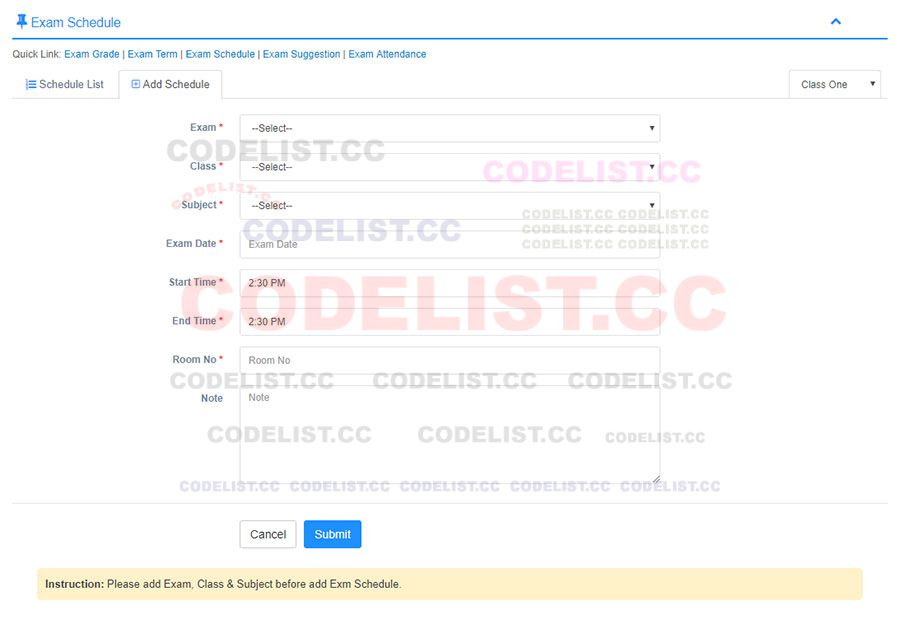 Exam Schedule
Quick Link: Exam Grade | Exam Term | Exam Schedule | Exam Suggestion | Exam Attendance
Schedule List
Add Schedule
Class One
Exam *
--Select--
CODELIST.CC
Class *
--Select--
CODELIST.CC
CODELIST.CC
Subject *
--Select--
CODELIST.CC CODELIST.CC
CODELIST.CC CODELIST.CC
CODELIST.CC CODELIST.CC
CODELIST.CC
Exam Date *
Exam Date
Start Time *
2:30 PM
CODELIST.CC
End Time *
2:30 PM
Room No *
Room No
CODELIST.CC CODELIST.CC CODELIST.CC
Note
Note
CODELIST.CC CODELIST.CC CODELIST.CC
CODELIST.CC CODELIST.CC CODELIST.CC CODELIST.CC CODELIST.CC
Cancel
Submit
Instruction: Please add Exam, Class & Subject before add Exm Schedule.